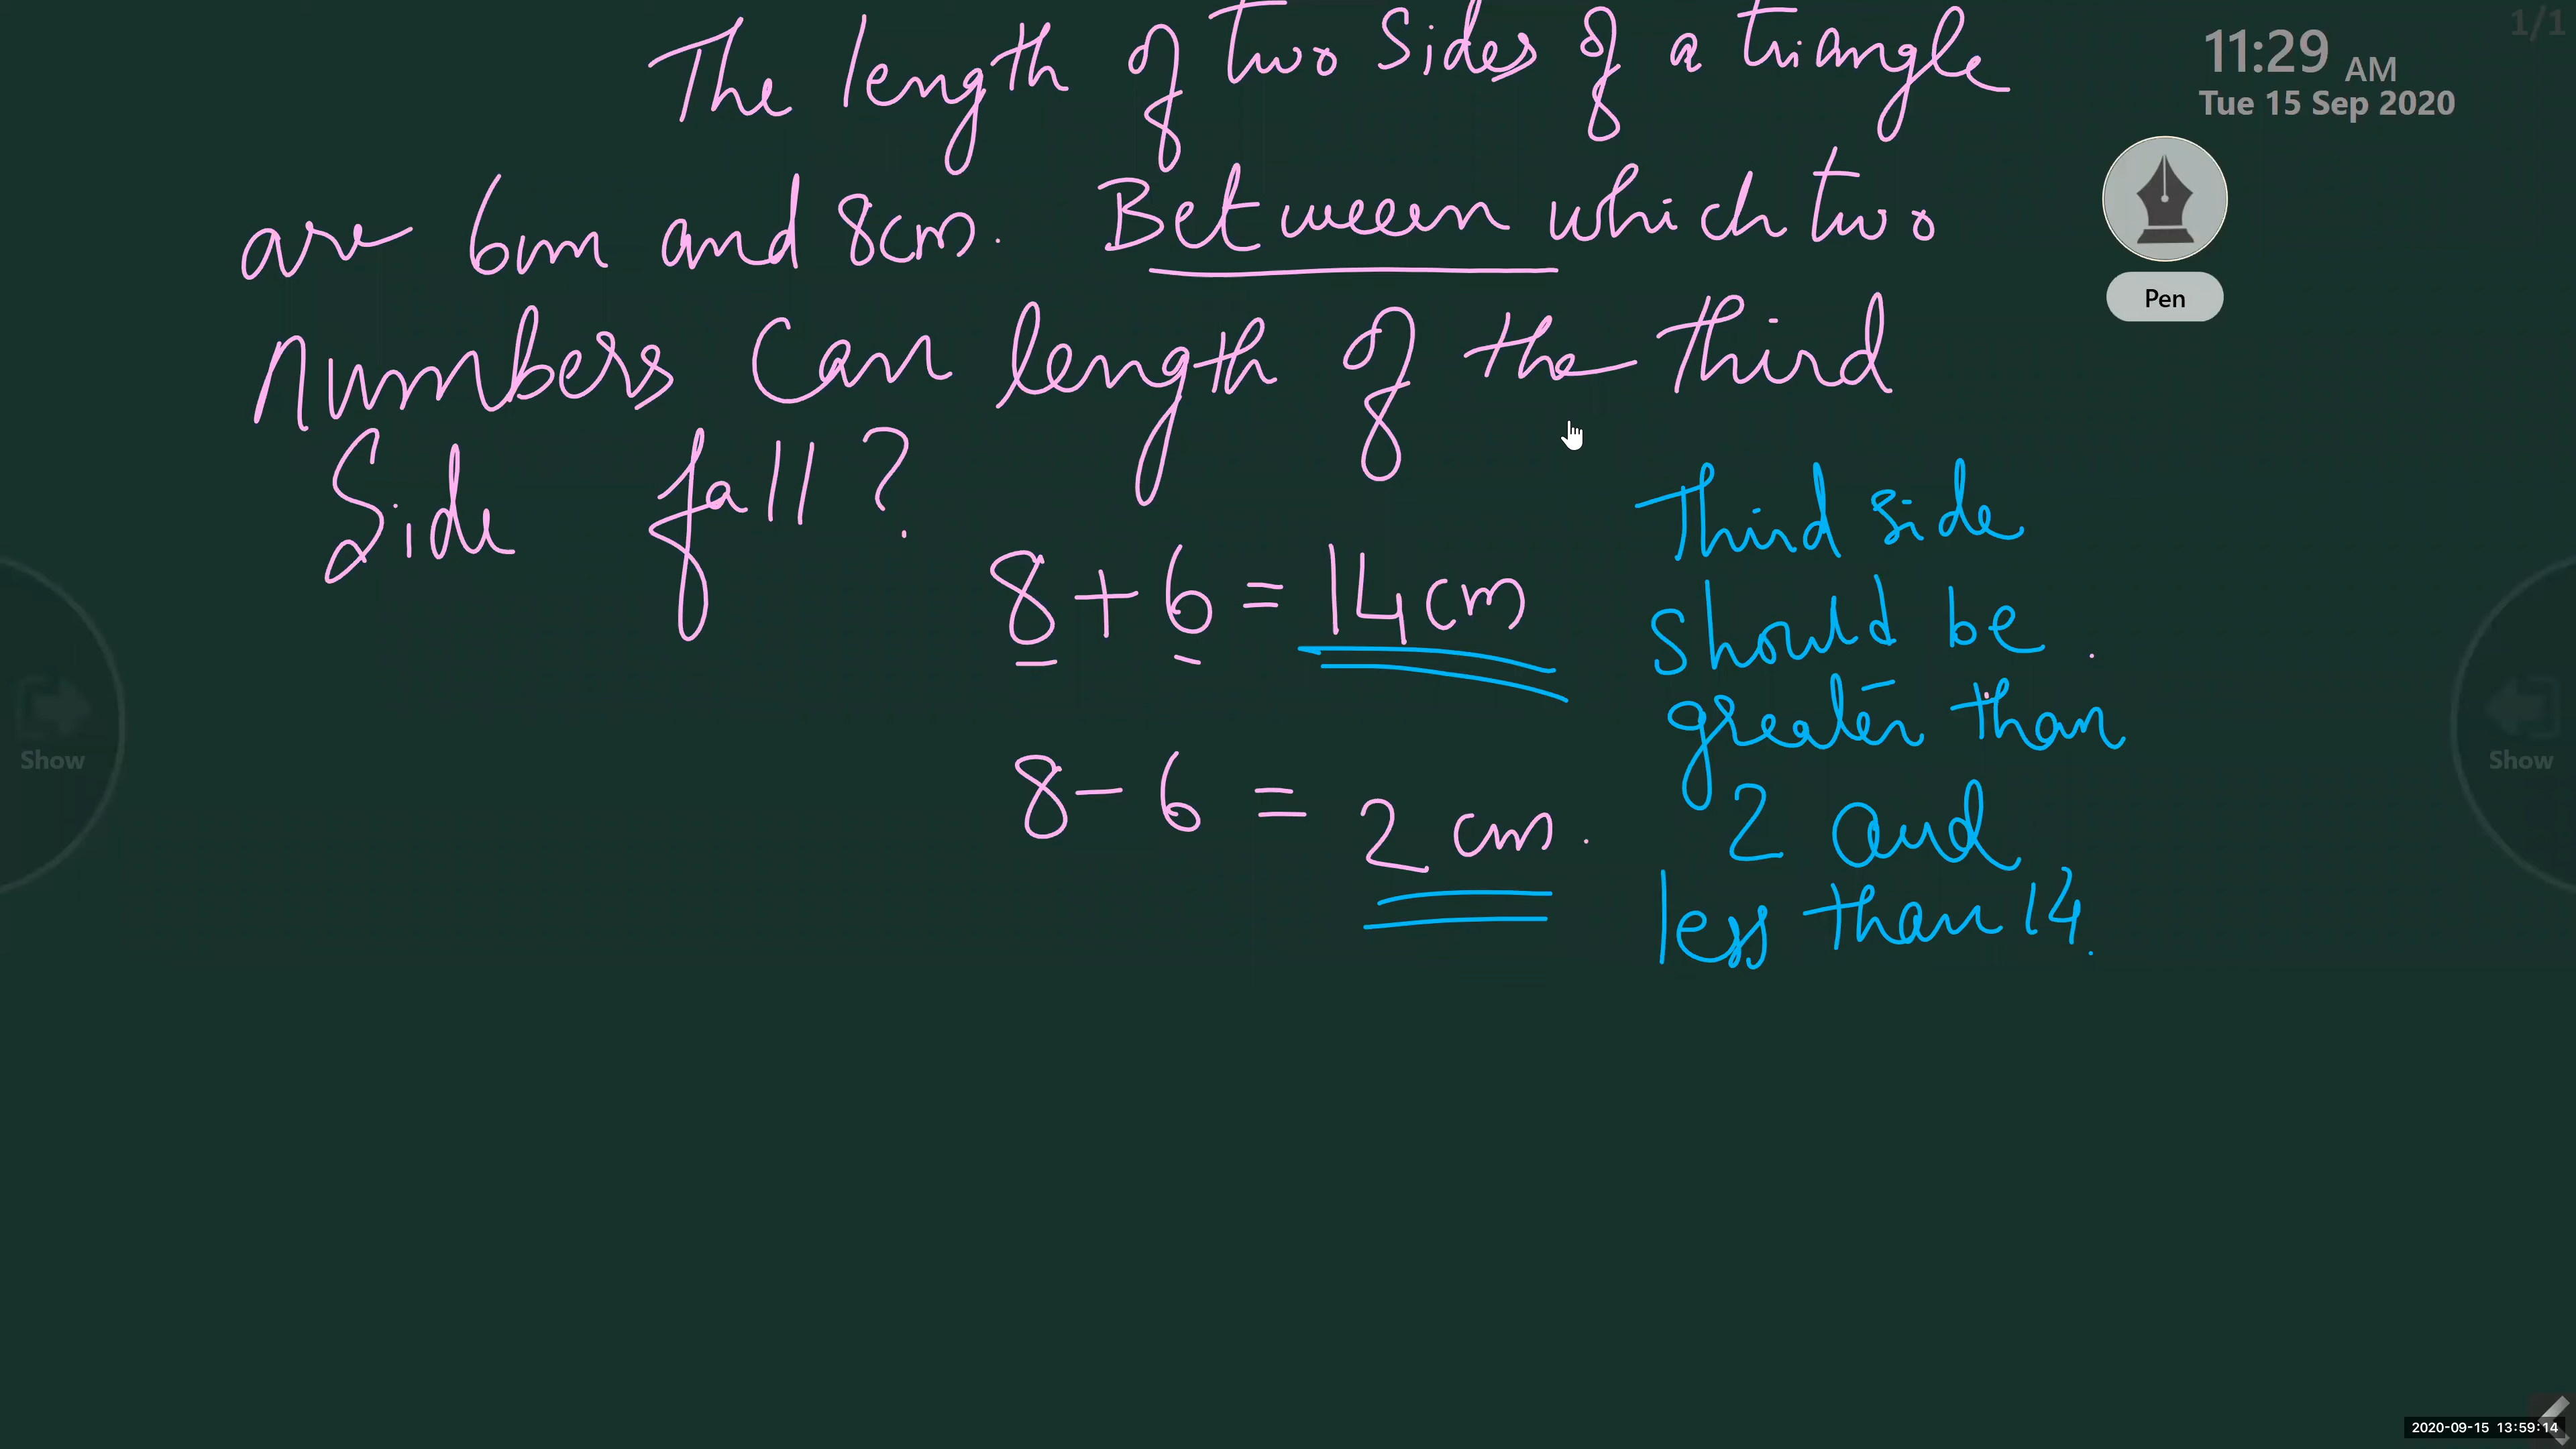 1/1
11:29 AM
Tue 15 Sep 2020
Pen
The length of two sides of a triangle
are 6cm and 8cm. Between which two
numbers can length of the third
Side fall?
8 + 6 = 14 cm
8 - 6 = 2 cm.
Third side
should be
greater than
2 and
less than 14.
Show
Show
2020-09-15 13:59:14